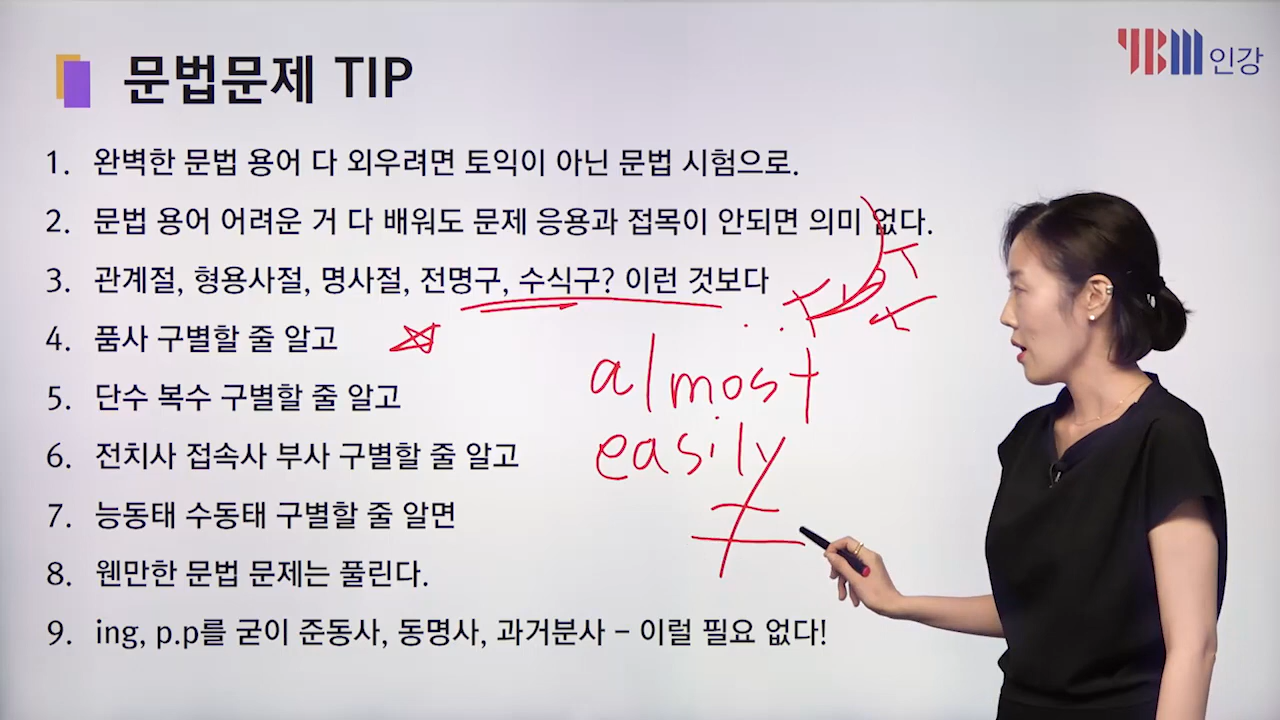 문법문제 TIP
YBM 인강
1. 완벽한 문법 용어 다 외우려면 토익이 아닌 문법 시험으로.
2. 문법 용어 어려운 거 다 배워도 문제 응용과 접목이 안되면 의미 없다.
3. 관계절, 형용사절, 명사절, 전명구, 수식구? 이런 것보다
4. 품사 구별할 줄 알고
almost
5. 단수 복수 구별할 줄 알고
easily
6. 전치사 접속사 부사 구별할 줄 알고
7. 능동태 수동태 구별할 줄 알면
8. 웬만한 문법 문제는 풀린다.
9. ing, p.p를 굳이 준동사, 동명사, 과거분사 – 이럴 필요 없다!